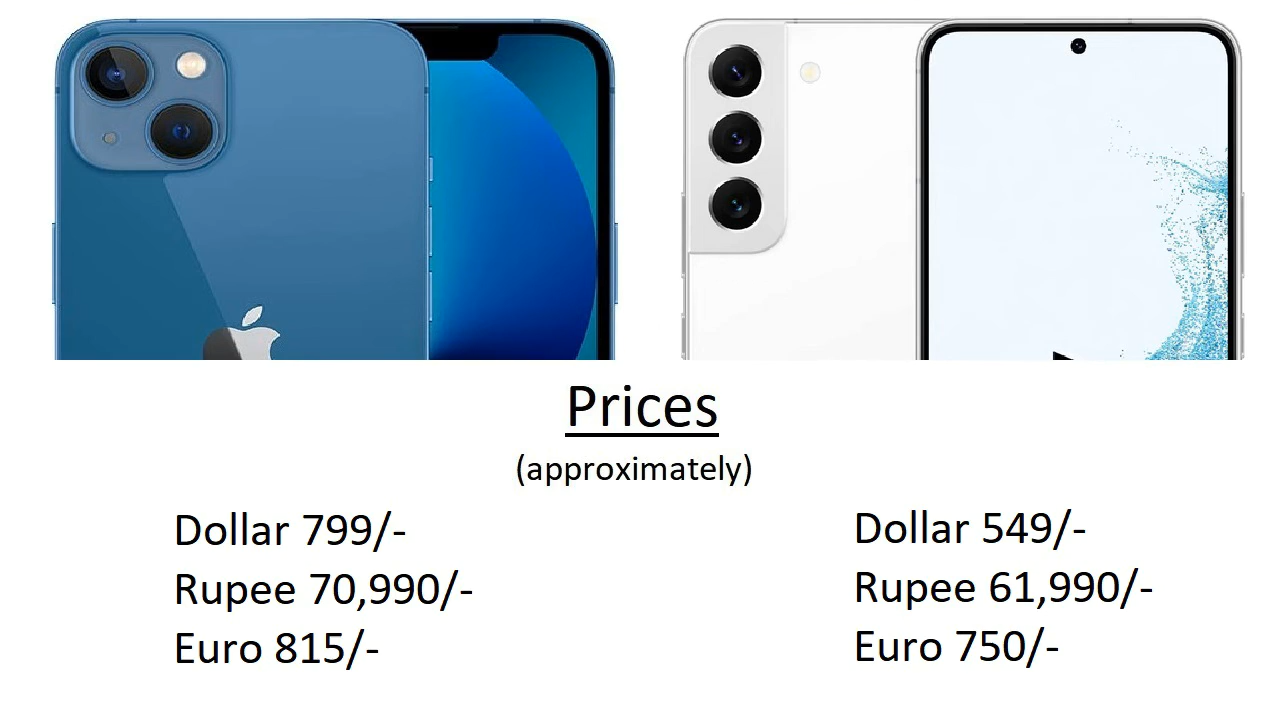 Prices
(approximately)
Dollar 799/-
Rupee 70,990/-
Euro 815/-
Dollar 549/-
Rupee 61,990/-
Euro 750/-